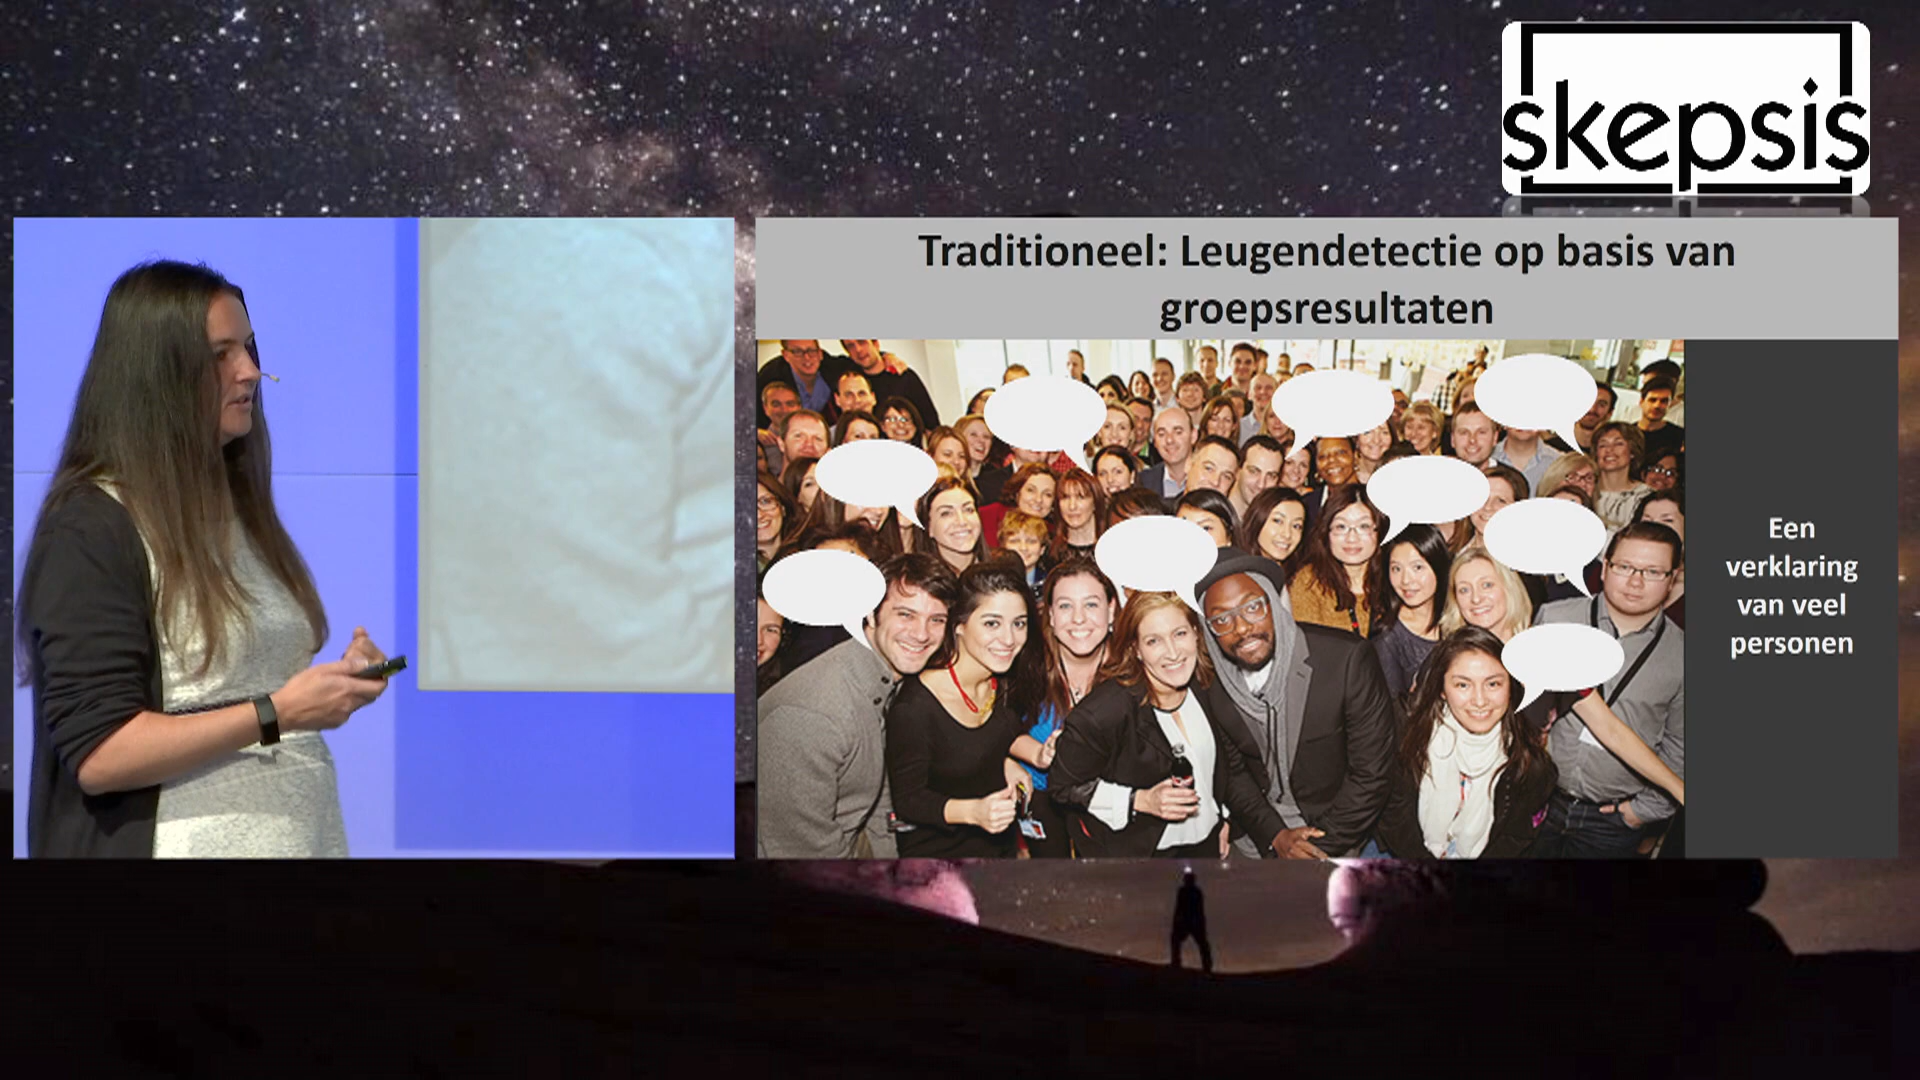 skepsis
Traditioneel: Leugendetectie op basis van
groepsresultaten
Een
verklaring
van veel
personen